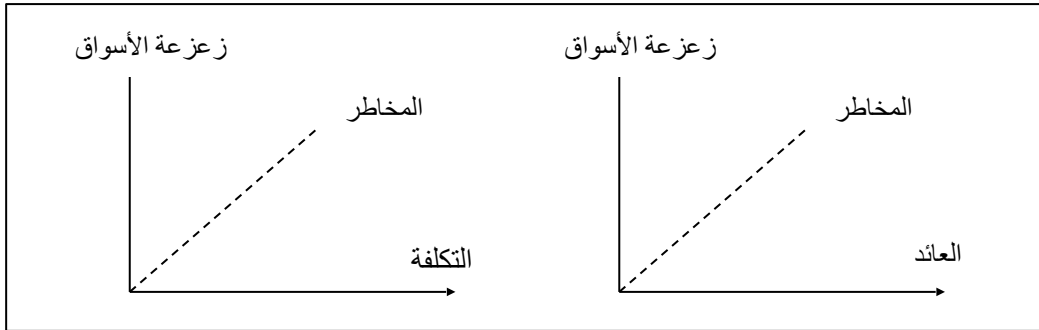 زعزعة الأسواق
المخاطر
العائد
زعزعة الأسواق
المخاطر
التكلفة